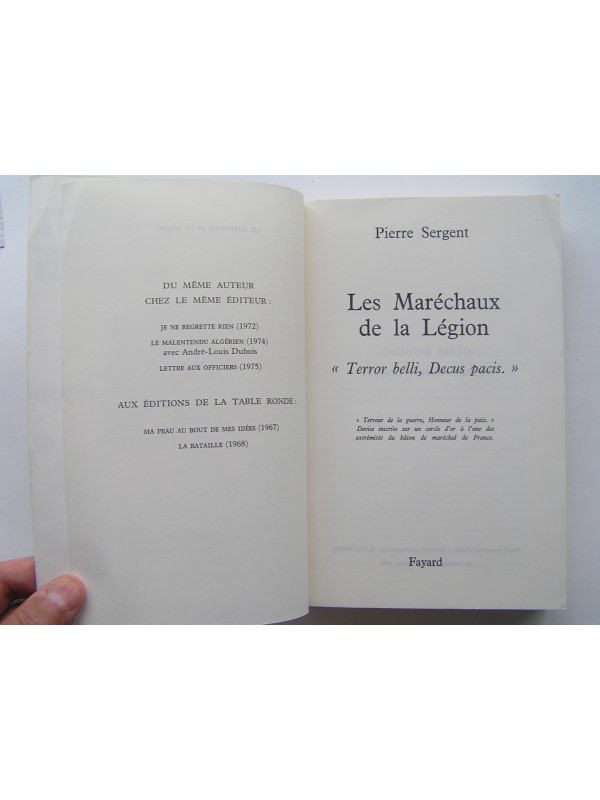 DU MÊME AUTEUR
CHEZ LE MÊME ÉDITEUR :
JE NE REGRETTE RIEN (1972)
LE MALENTENDU ALGÉRIEN (1974)
avec André-Louis Dubois
LETTRE AUX OFFICIERS (1975)
AUX ÉDITIONS DE LA TABLE RONDE :
MA PEAU AU BOUT DE MES IDÉES (1967)
LA BATAILLE (1968)
Pierre Sergent
Les Maréchaux
de la Légion
« Terror belli, Decus pacis. »
« Terreur de la guerre, Honneur de la paix. »
Devise inscrite sur un cercle d'or à l'une des
extrémités du bâton de maréchal de France.
Fayard